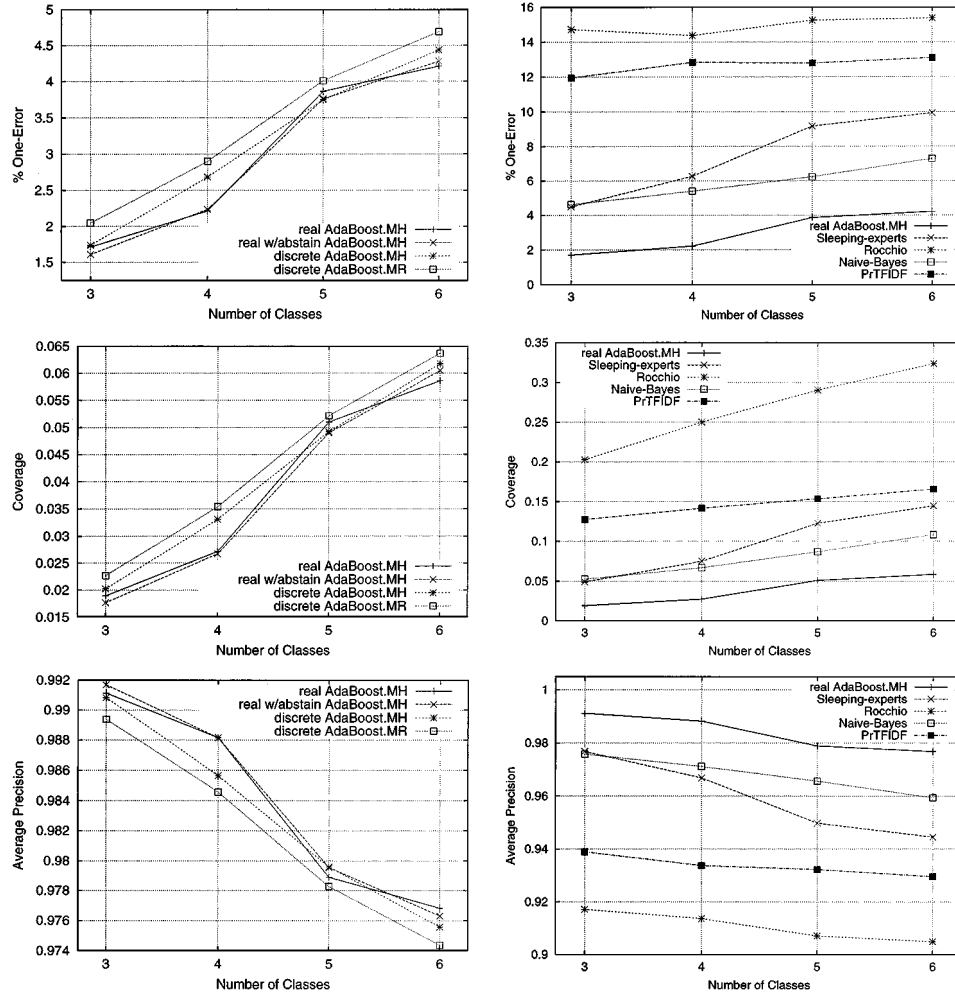 5
4.5
4
3.5
3
2.5
2
1.5
% One-Error
real AdaBoost.MH
real w/abstain AdaBoost.MH
discrete AdaBoost.MH
discrete AdaBoost.MR
3 4 5 6
Number of Classes
16
14
12
10
8
6
4
2
0
% One-Error
real AdaBoost.MH
Sleeping-experts
Rocchio
Naive-Bayes
PrTFIDF
3 4 5 6
Number of Classes
0.065
0.06
0.055
0.05
0.045
0.04
0.035
0.03
0.025
0.02
0.015
Coverage
real AdaBoost.MH
real w/abstain AdaBoost.MH
discrete AdaBoost.MH
discrete AdaBoost.MR
3 4 5 6
Number of Classes
0.35
0.3
0.25
0.2
0.15
0.1
0.05
0
Coverage
real AdaBoost.MH
Sleeping-experts
Rocchio
Naive-Bayes
PrTFIDF
3 4 5 6
Number of Classes
0.992
0.99
0.988
0.986
0.984
0.982
0.98
0.978
0.976
0.974
Average Precision
real AdaBoost.MH
real w/abstain AdaBoost.MH
discrete AdaBoost.MH
discrete AdaBoost.MR
3 4 5 6
Number of Classes
1
0.98
0.96
0.94
0.92
0.9
Average Precision
real AdaBoost.MH
Sleeping-experts
Rocchio
Naive-Bayes
PrTFIDF
3 4 5 6
Number of Classes